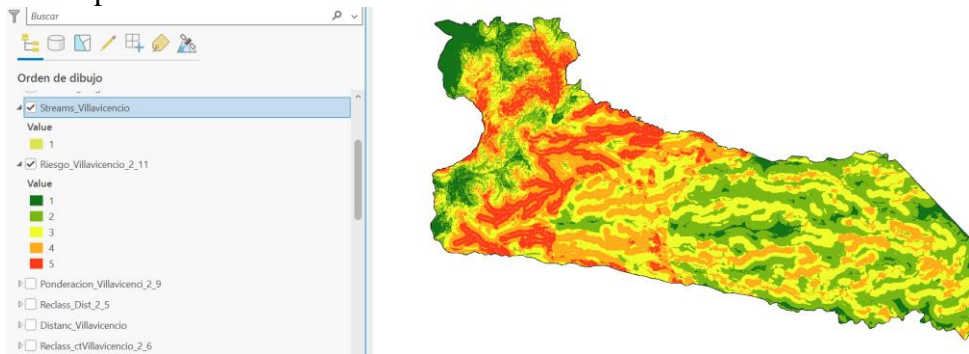 Buscar
Orden de dibujo
Streams_Villavicencio
Value
1
Riesgo_Villavicencio_2_11
Value
1
2
3
4
5
Ponderacion_Villavicenci_2_9
Reclass_Dist_2_5
Distanc_Villavicencio
Reclass_ctVillavicencio_2_6